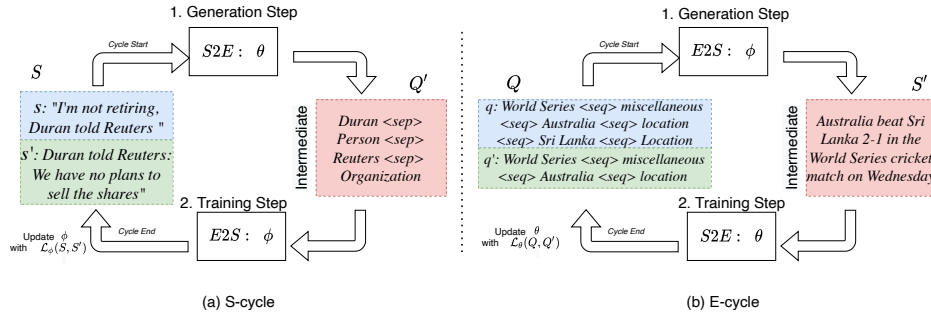 1. Generation Step
Cycle Start
S2E : θ
S
Q'
s: "I'm not retiring,
Duran told Reuters "
s': Duran told Reuters:
We have no plans to
sell the shares"
Intermediate
Duran <sep>
Person <sep>
Reuters <sep>
Organization
2. Training Step
E2S : ϕ
Cycle End
Update ϕ
with 𝓛ϕ(S, S')
(a) S-cycle
1. Generation Step
Cycle Start
E2S : ϕ
Q
S'
q: World Series <seq> miscellaneous
<seq> Australia <seq> location
<seq> Sri Lanka <seq> Location
q': World Series <seq> miscellaneous
<seq> Australia <seq> location
Intermediate
Australia beat Sri
Lanka 2-1 in the
World Series cricket
match on Wednesday
2. Training Step
S2E : θ
Cycle End
Update θ
with 𝓛θ(Q, Q')
(b) E-cycle